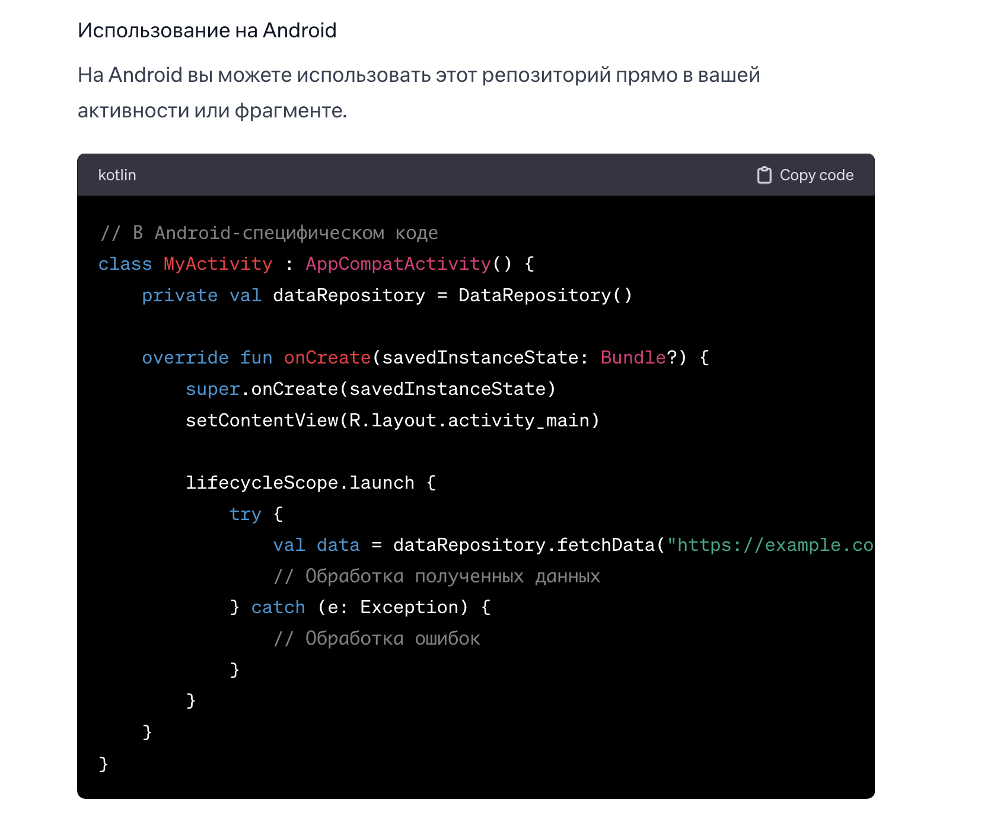 Использование на Android
На Android вы можете использовать этот репозиторий прямо в вашей
активности или фрагменте.
kotlin
Copy code
// В Android-специфическом коде
class MyActivity : AppCompatActivity() {
    private val dataRepository = DataRepository()
    override fun onCreate(savedInstanceState: Bundle?) {
        super.onCreate(savedInstanceState)
        setContentView(R.layout.activity_main)
        lifecycleScope.launch {
            try {
                val data = dataRepository.fetchData("https://example.co
                // Обработка полученных данных
            } catch (e: Exception) {
                // Обработка ошибок
            }
        }
    }
}